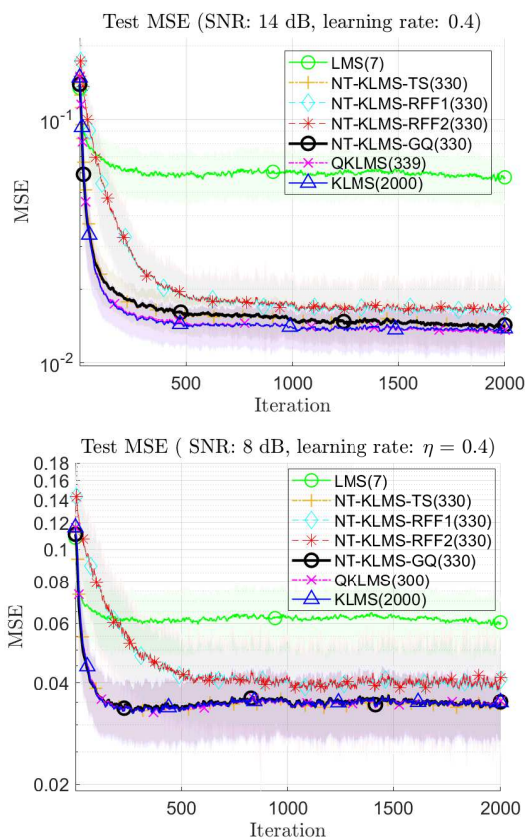 Test MSE (SNR: 14 dB, learning rate: 0.4)
LMS(7)
NT-KLMS-TS(330)
NT-KLMS-RFF1(330)
NT-KLMS-RFF2(330)
NT-KLMS-GQ(330)
QKLMS(339)
KLMS(2000)
10^-1
10^-2
MSE
500 1000 1500 2000
Iteration
Test MSE ( SNR: 8 dB, learning rate: η = 0.4)
LMS(7)
NT-KLMS-TS(330)
NT-KLMS-RFF1(330)
NT-KLMS-RFF2(330)
NT-KLMS-GQ(330)
QKLMS(300)
KLMS(2000)
0.18
0.16
0.14
0.12
0.1
0.08
0.06
0.04
0.02
MSE
500 1000 1500 2000
Iteration